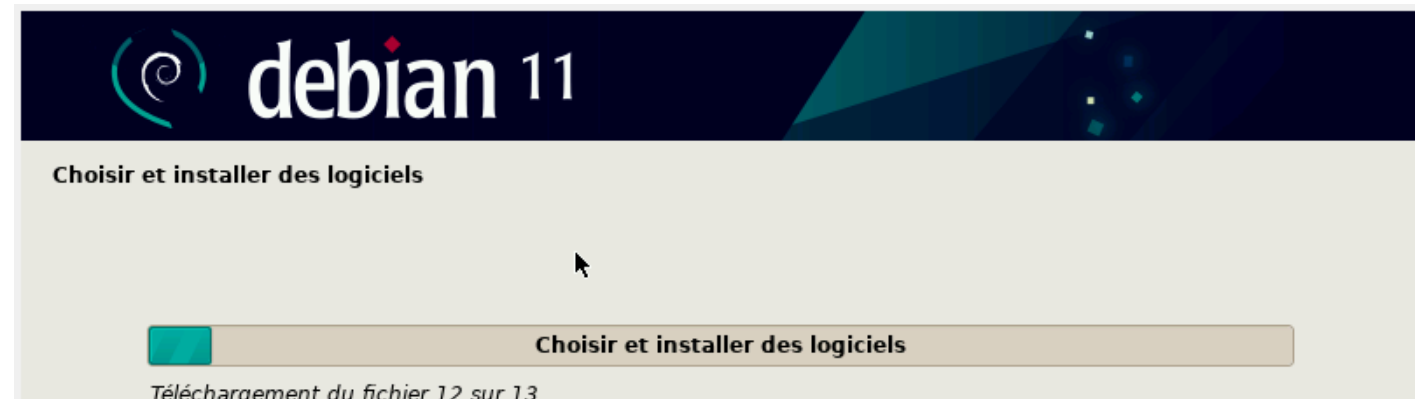 debian 11
Choisir et installer des logiciels
Choisir et installer des logiciels
Téléchargement du fichier 12 sur 13